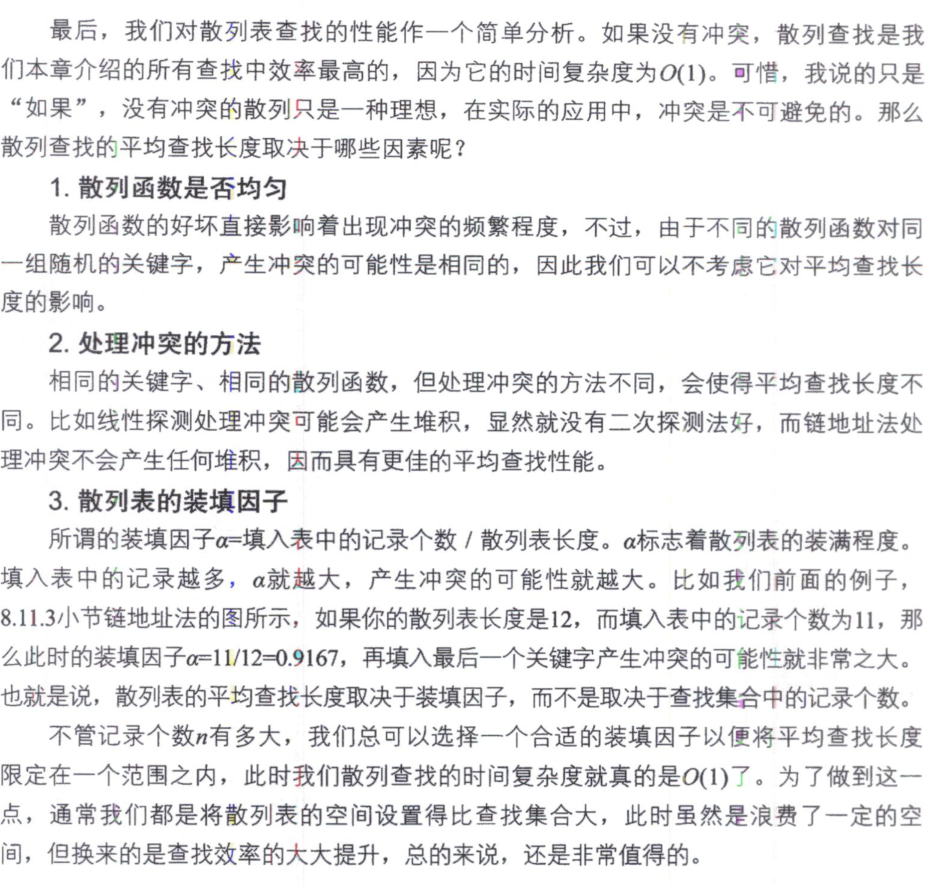 最后，我们对散列表查找的性能作一个简单分析。如果没有冲突，散列查找是我
们本章介绍的所有查找中效率最高的，因为它的时间复杂度为O(1)。可惜，我说的只是
“如果”，没有冲突的散列只是一种理想，在实际的应用中，冲突是不可避免的。那么
散列查找的平均查找长度取决于哪些因素呢？
1. 散列函数是否均匀
散列函数的好坏直接影响着出现冲突的频繁程度，不过，由于不同的散列函数对同
一组随机的关键字，产生冲突的可能性是相同的，因此我们可以不考虑它对平均查找长
度的影响。
2. 处理冲突的方法
相同的关键字、相同的散列函数，但处理冲突的方法不同，会使得平均查找长度不
同。比如线性探测处理冲突可能会产生堆积，显然就没有二次探测法好，而链地址法处
理冲突不会产生任何堆积，因而具有更佳的平均查找性能。
3. 散列表的装填因子
所谓的装填因子α=填入表中的记录个数 / 散列表长度。α标志着散列表的装满程度。
填入表中的记录越多，α就越大，产生冲突的可能性就越大。比如我们前面的例子，
8.11.3小节链地址法的图所示，如果你的散列表长度是12，而填入表中的记录个数为11，那
么此时的装填因子α=11/12=0.9167，再填入最后一个关键字产生冲突的可能性就非常之大。
也就是说，散列表的平均查找长度取决于装填因子，而不是取决于查找集合中的记录个数。
不管记录个数n有多大，我们总可以选择一个合适的装填因子以便将平均查找长度
限定在一个范围之内，此时我们散列查找的时间复杂度就真的是O(1)了。为了做到这一
点，通常我们都是将散列表的空间设置得比查找集合大，此时虽然是浪费了一定的空
间，但换来的是查找效率的大大提升，总的来说，还是非常值得的。